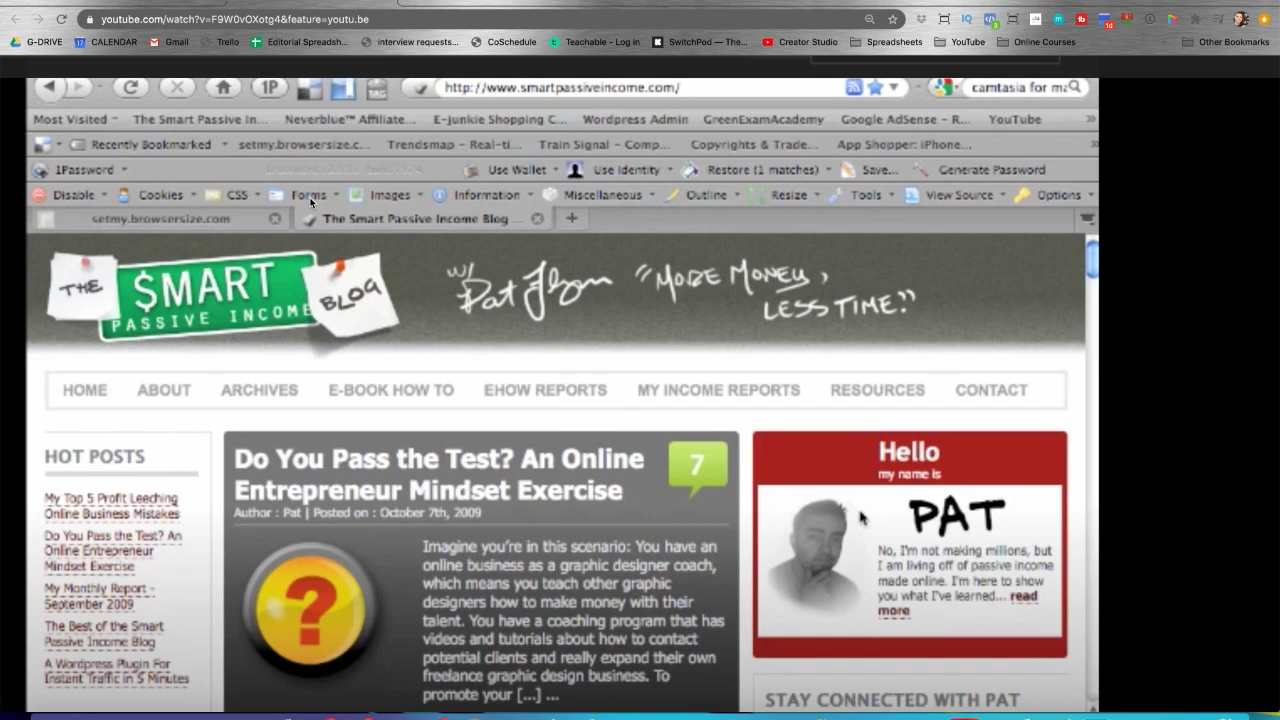 youtube.com/watch?v=F9W0vOXotg4&feature=youtu.be
G-DRIVE CALENDAR Gmail Trello Editorial Spreadsh... interview requests... CoSchedule Teachable - Log in SwitchPod — The... Creator Studio Spreadsheets YouTube Online Courses Other Bookmarks
1P TAG http://www.smartpassiveincome.com/ camtasia for ma
Most Visited The Smart Passive In... Neverblue™ Affiliate... E-junkie Shopping C... Wordpress Admin GreenExamAcademy Google AdSense - R... YouTube »
Recently Bookmarked setmy.browsersize.c... Trendsmap - Real-ti... Train Signal - Comp... Copyrights & Trade... App Shopper: iPhone...
1Password Use Wallet Use Identity Restore (1 matches) Save... Generate Password
Disable Cookies CSS Forms Images Information Miscellaneous Outline Resize Tools View Source Options
setmy.browsersize.com The Smart Passive Income Blog ... +
THE $MART PASSIVE INCOME BLOG
w/ Pat Flynn "MORE MONEY,
LESS TIME?"
HOME ABOUT ARCHIVES E-BOOK HOW TO EHOW REPORTS MY INCOME REPORTS RESOURCES CONTACT
HOT POSTS
My Top 5 Profit Leeching
Online Business Mistakes
Do You Pass the Test? An
Online Entrepreneur
Mindset Exercise
My Monthly Report -
September 2009
The Best of the Smart
Passive Income Blog
A Wordpress Plugin For
Instant Traffic in 5 Minutes
Do You Pass the Test? An Online
Entrepreneur Mindset Exercise
7
Author : Pat | Posted on : October 7th, 2009
?
Imagine you're in this scenario: You have an
online business as a graphic designer coach,
which means you teach other graphic
designers how to make money with their
talent. You have a coaching program that has
videos and tutorials about how to contact
potential clients and really expand their own
freelance graphic design business. To
promote your [...] ...
Hello
my name is
PAT
No, I'm not making millions, but
I am living off of passive income
made online. I'm here to show
you what I've learned... read
more
STAY CONNECTED WITH PAT